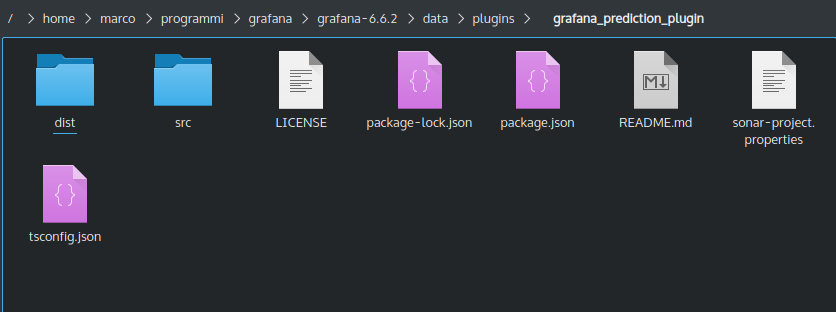 / > home > marco > programmi > grafana > grafana-6.6.2 > data > plugins > grafana_prediction_plugin
dist
src
LICENSE
package-lock.json
package.json
README.md
sonar-project.
properties
tsconfig.json